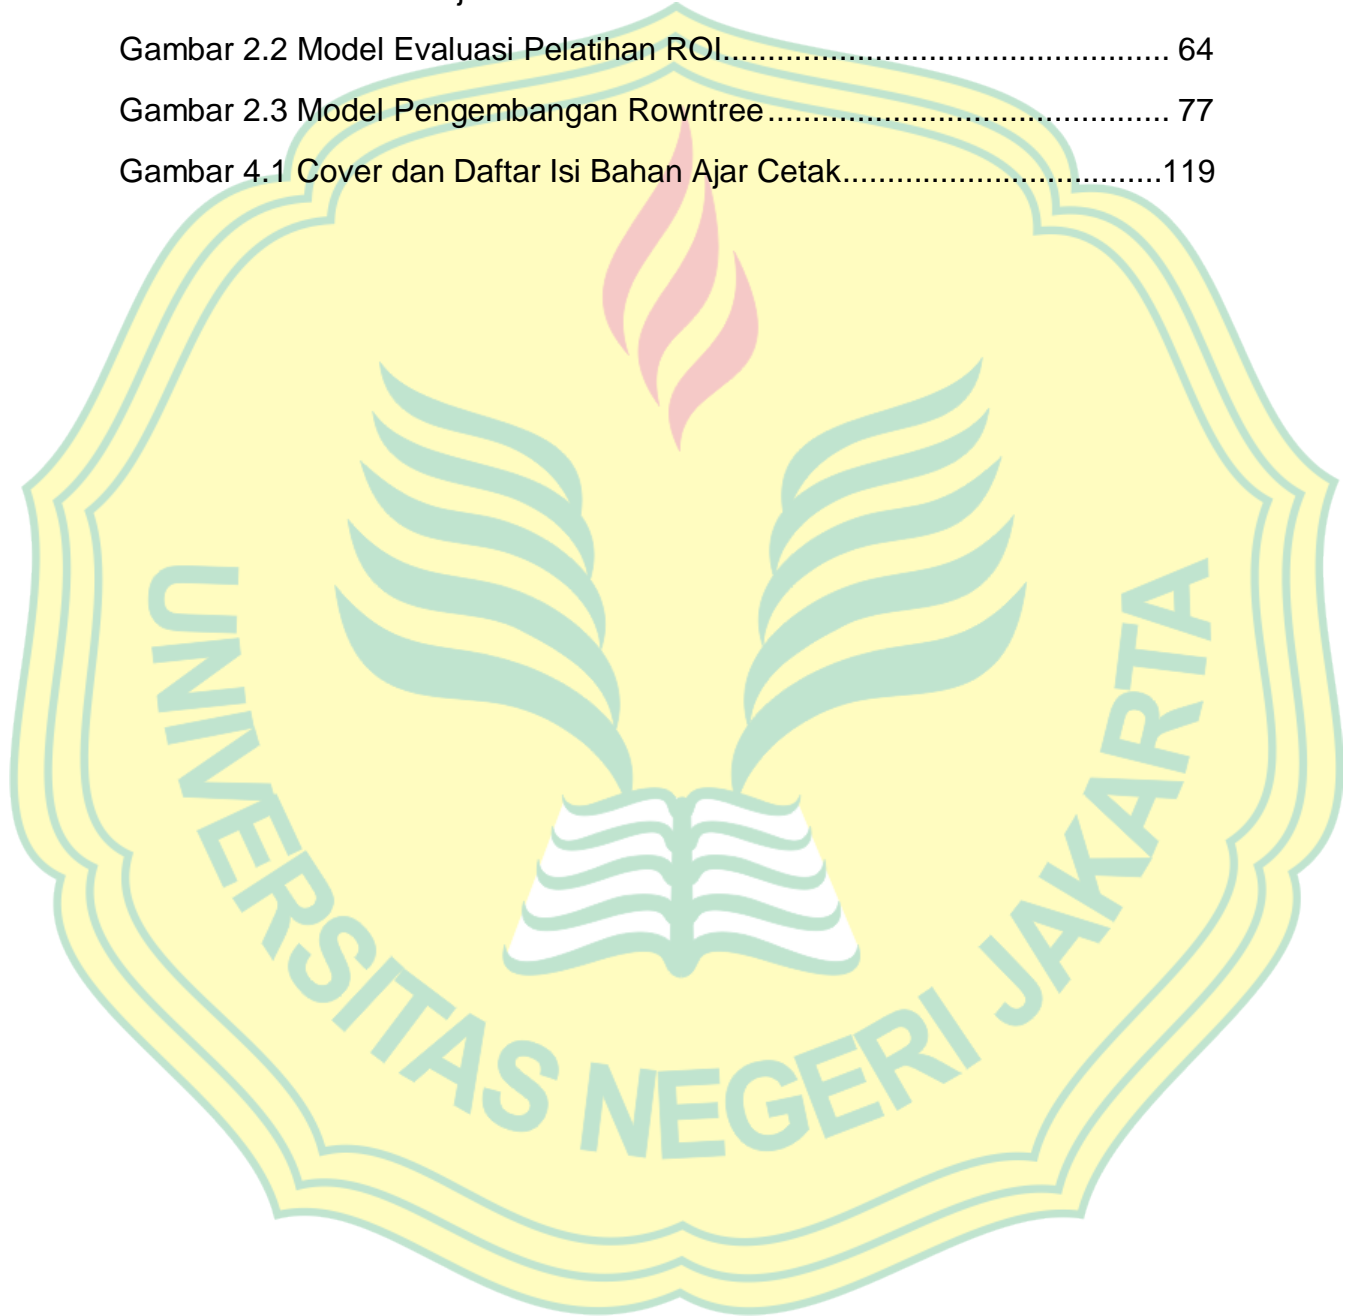 Gambar 2.2 Model Evaluasi Pelatihan ROI.................................................. 64
Gambar 2.3 Model Pengembangan Rowntree............................................. 77
Gambar 4.1 Cover dan Daftar Isi Bahan Ajar Cetak....................................119
UNIVERSITAS NEGERI JAKARTA